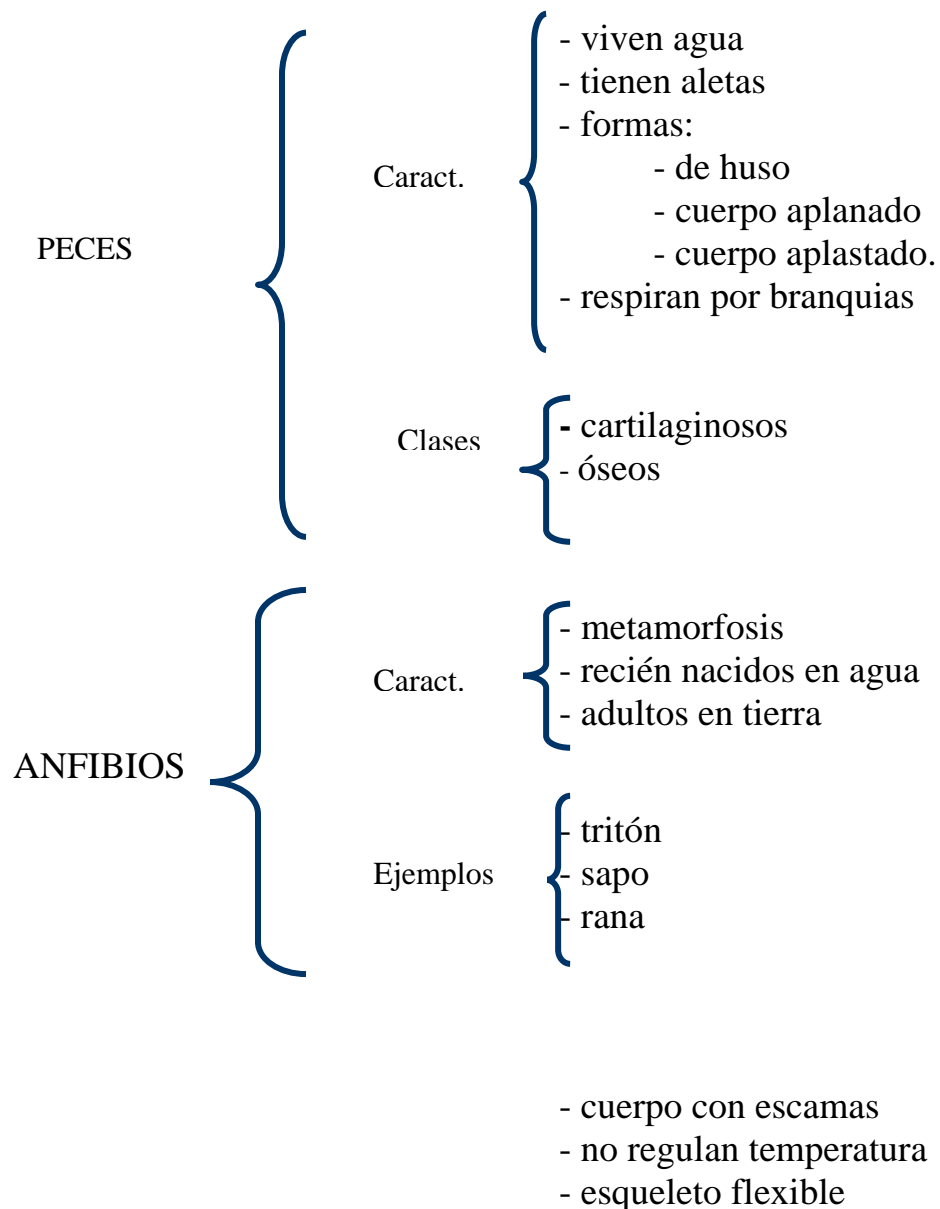 PECES
Caract.
- viven agua
- tienen aletas
- formas:
- de huso
- cuerpo aplanado
- cuerpo aplastado.
- respiran por branquias
Clases
- cartilaginosos
- óseos
ANFIBIOS
Caract.
- metamorfosis
- recién nacidos en agua
- adultos en tierra
Ejemplos
- tritón
- sapo
- rana
- cuerpo con escamas
- no regulan temperatura
- esqueleto flexible